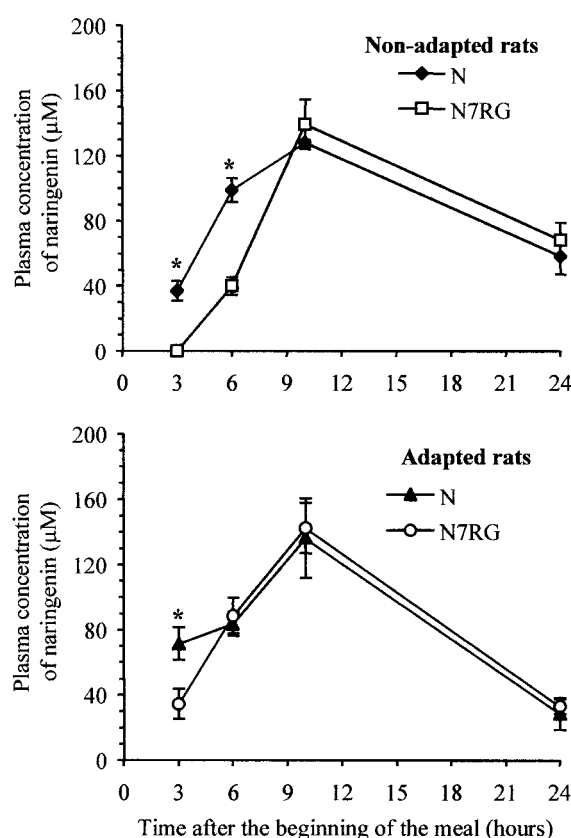 200
160
120
80
40
0
Plasma concentration
of naringenin (µM)
Non-adapted rats
N
N7RG
*
*
0 3 6 9 12 15 18 21 24
200
160
120
80
40
0
Plasma concentration
of naringenin (µM)
Adapted rats
N
N7RG
*
0 3 6 9 12 15 18 21 24
Time after the beginning of the meal (hours)